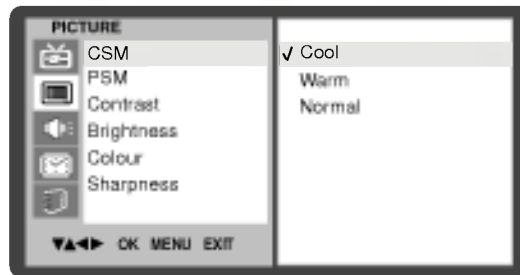 PICTURE
CSM
PSM
Contrast
Brightness
Colour
Sharpness
▼▲◀▶ OK MENU EXIT
✓ Cool
Warm
Normal